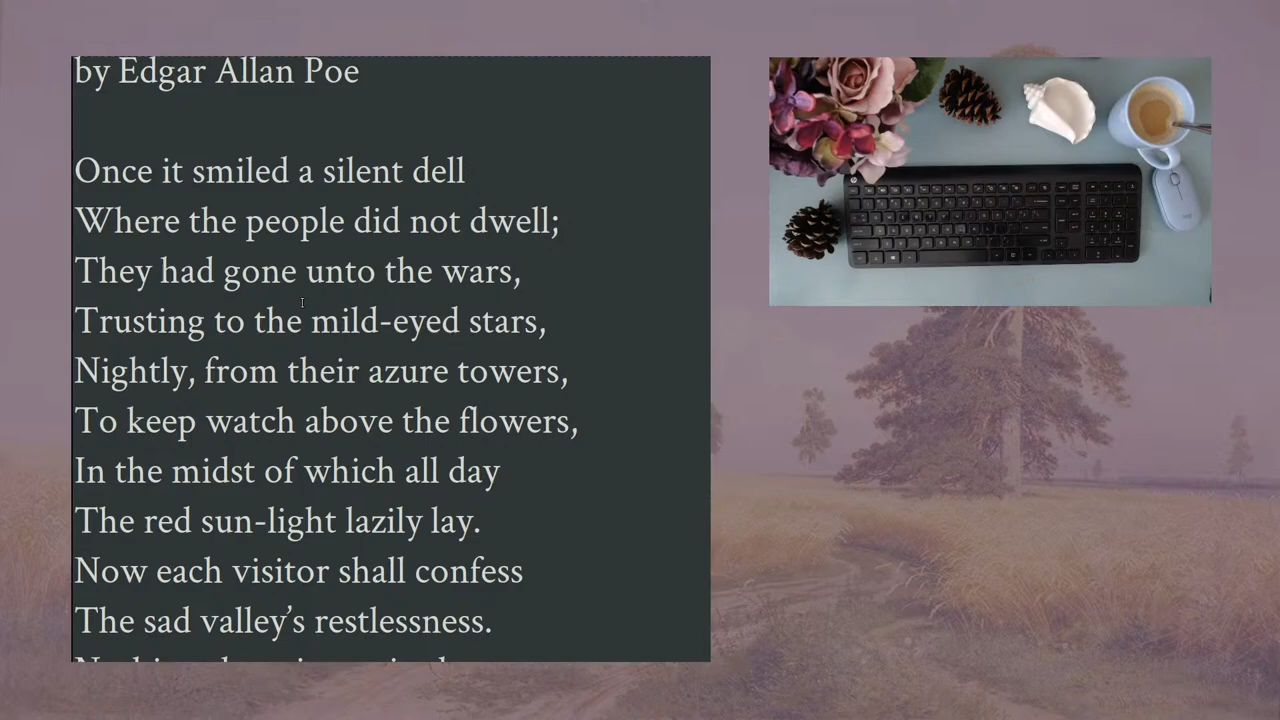 by Edgar Allan Poe
Once it smiled a silent dell
Where the people did not dwell;
They had gone unto the wars,
Trusting to the mild-eyed stars,
Nightly, from their azure towers,
To keep watch above the flowers,
In the midst of which all day
The red sun-light lazily lay.
Now each visitor shall confess
The sad valley’s restlessness.